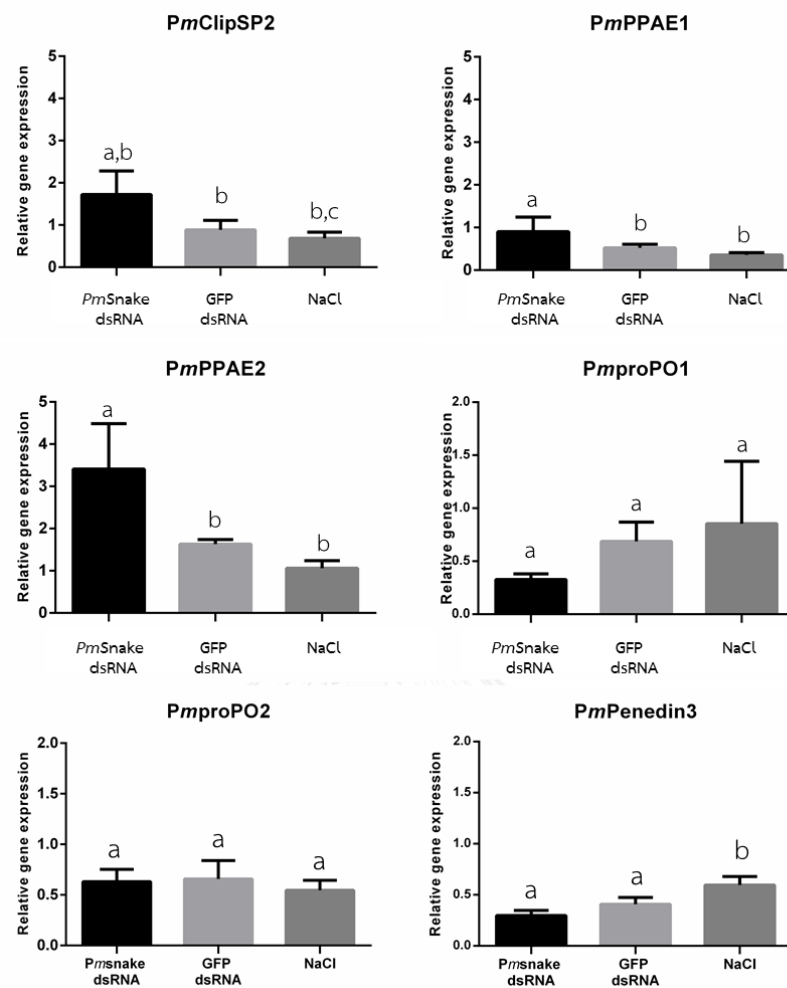 PmClipSP2
Relative gene expression
5
4
3
2
1
0
a,b
b
b,c
PmSnake
dsRNA
GFP
dsRNA
NaCl
PmPPAE1
Relative gene expression
5
4
3
2
1
0
a
b
b
PmSnake
dsRNA
GFP
dsRNA
NaCl
PmPPAE2
Relative gene expression
5
4
3
2
1
0
a
b
b
PmSnake
dsRNA
GFP
dsRNA
NaCl
PmproPO1
Relative gene expression
2.0
1.5
1.0
0.5
0.0
a
a
a
PmSnake
dsRNA
GFP
dsRNA
NaCl
PmproPO2
Relative gene expression
2.0
1.5
1.0
0.5
0.0
a
a
a
Pmsnake
dsRNA
GFP
dsRNA
NaCl
PmPenedin3
Relative gene expression
2.0
1.5
1.0
0.5
0.0
a
a
b
Pmsnake
dsRNA
GFP
dsRNA
NaCl